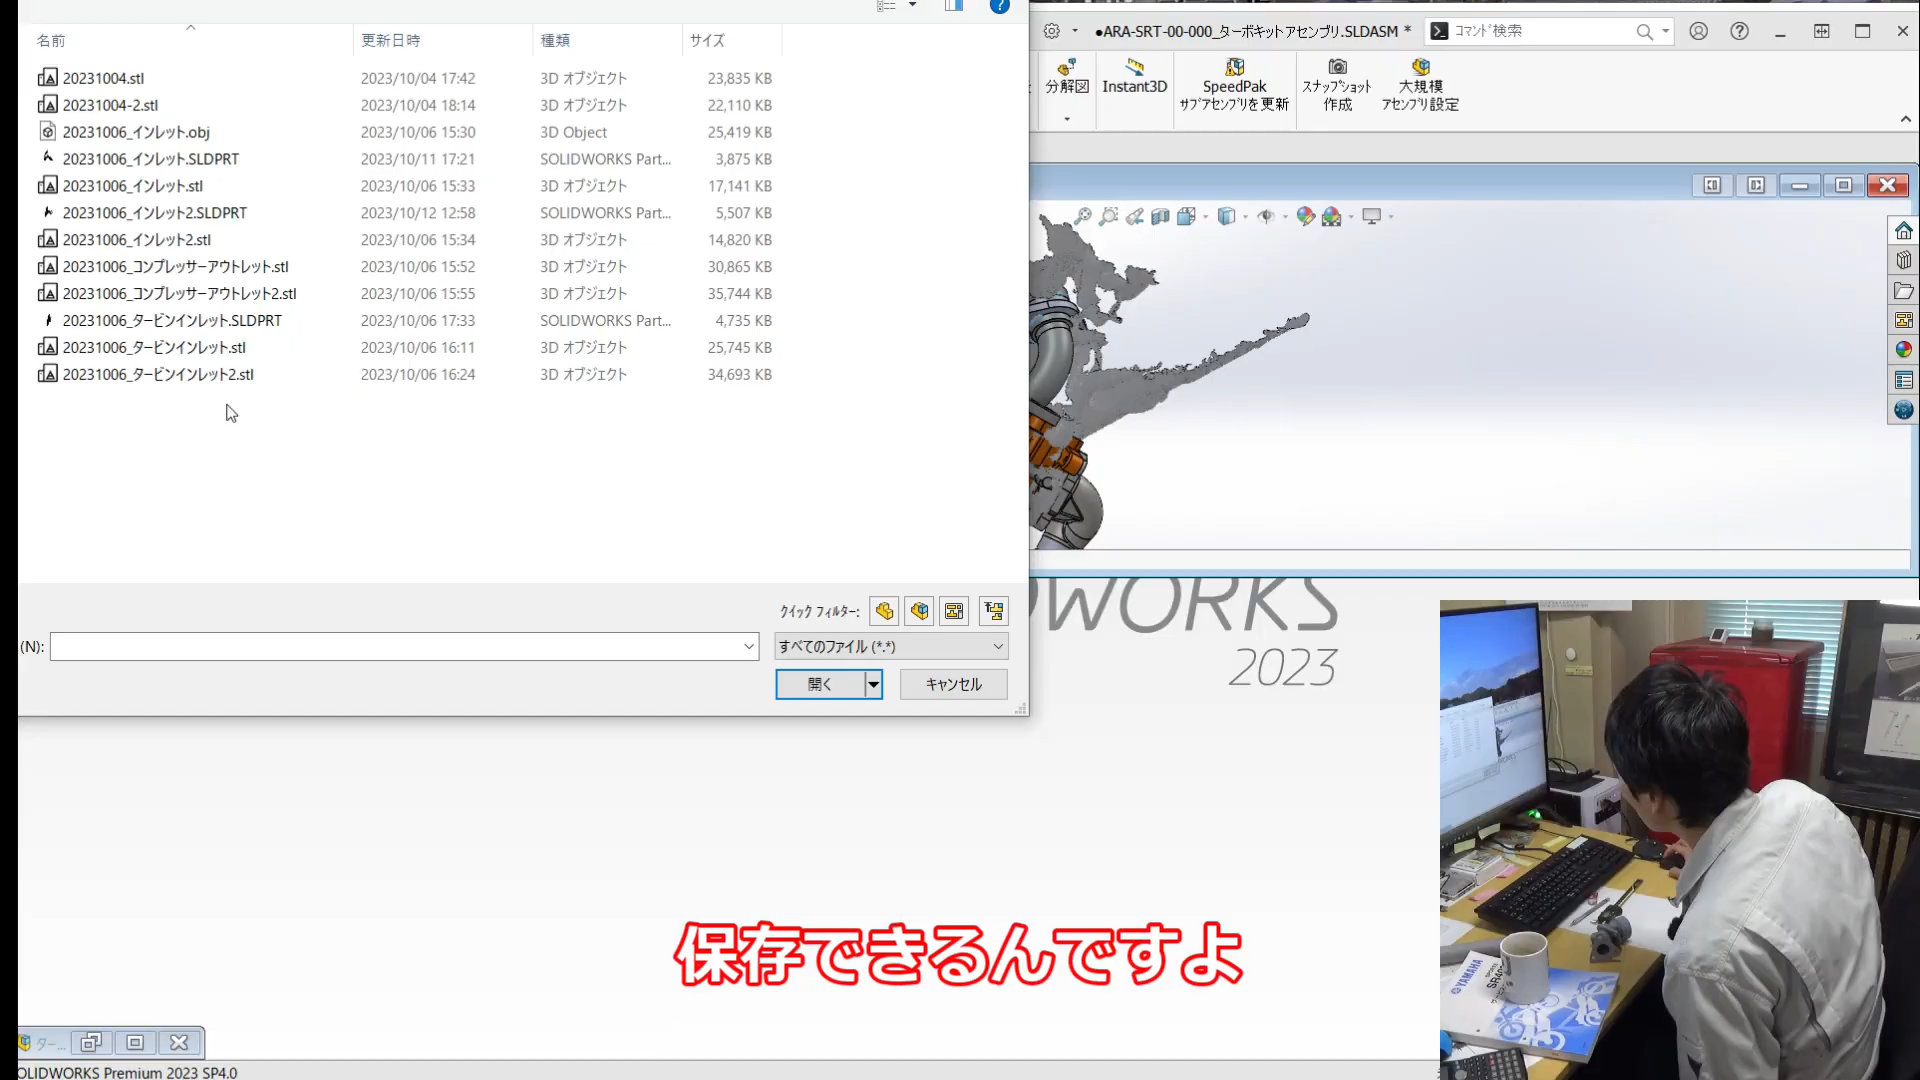 名前 更新日時 種類 サイズ
20231004.stl 2023/10/04 17:42 3D オブジェクト 23,835 KB
20231004-2.stl 2023/10/04 18:14 3D オブジェクト 22,110 KB
20231006_インレット.obj 2023/10/06 15:30 3D Object 25,419 KB
20231006_インレット.SLDPRT 2023/10/11 17:21 SOLIDWORKS Part... 3,875 KB
20231006_インレット.stl 2023/10/06 15:33 3D オブジェクト 17,141 KB
20231006_インレット2.SLDPRT 2023/10/12 12:58 SOLIDWORKS Part... 5,507 KB
20231006_インレット2.stl 2023/10/06 15:34 3D オブジェクト 14,820 KB
20231006_コンプレッサーアウトレット.stl 2023/10/06 15:52 3D オブジェクト 30,865 KB
20231006_コンプレッサーアウトレット2.stl 2023/10/06 15:55 3D オブジェクト 35,744 KB
20231006_タービンインレット.SLDPRT 2023/10/06 17:33 SOLIDWORKS Part... 4,735 KB
20231006_タービンインレット.stl 2023/10/06 16:11 3D オブジェクト 25,745 KB
20231006_タービンインレット2.stl 2023/10/06 16:24 3D オブジェクト 34,693 KB
クイック フィルター:
(N): すべてのファイル (*.*)
開く キャンセル
●ARA-SRT-00-000_ターボキットアセンブリ.SLDASM * コマンド検索
分解図 Instant3D SpeedPak サブアセンブリを更新 スナップショット 作成 大規模 アセンブリ設定
WORKS
2023
保存できるんですよ
ター...
OLIDWORKS Premium 2023 SP4.0
YAMAHA